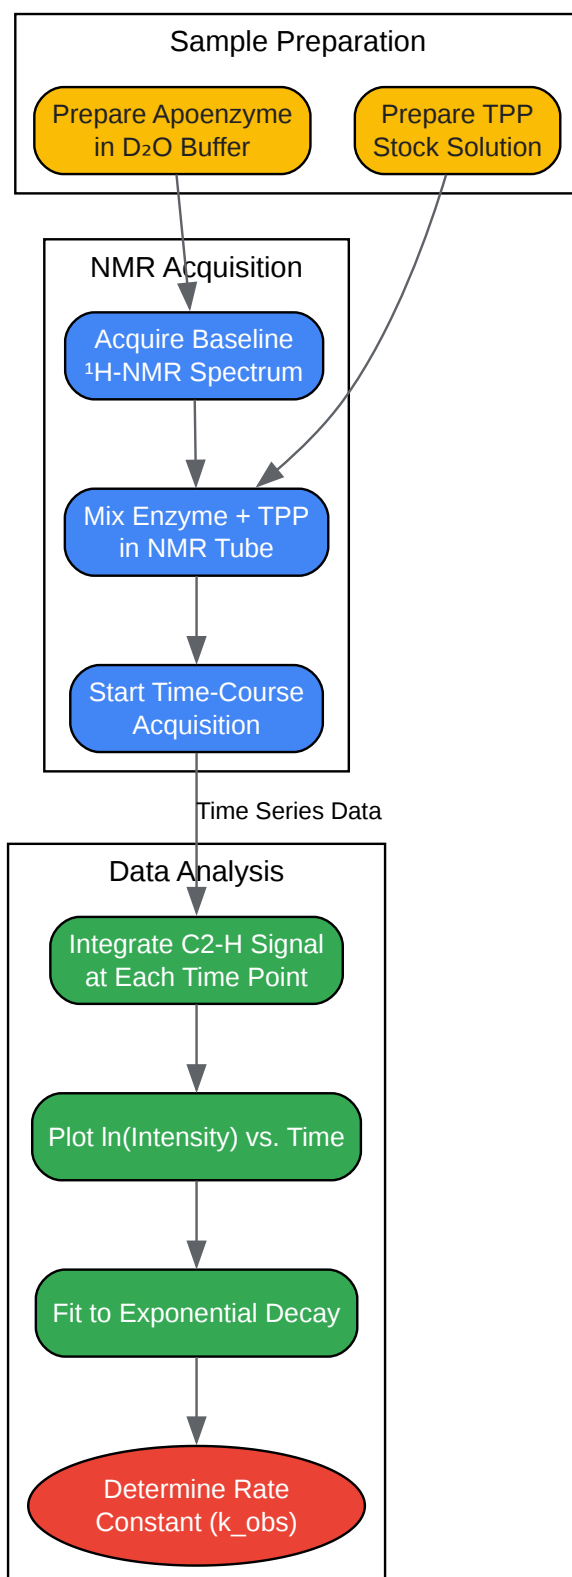 Sample Preparation
Prepare Apoenzyme
in D₂O Buffer
Prepare TPP
Stock Solution
NMR Acquisition
Acquire Baseline
¹H-NMR Spectrum
Mix Enzyme + TPP
in NMR Tube
Start Time-Course
Acquisition
Time Series Data
Data Analysis
Integrate C2-H Signal
at Each Time Point
Plot ln(Intensity) vs. Time
Fit to Exponential Decay
Determine Rate
Constant (k_obs)